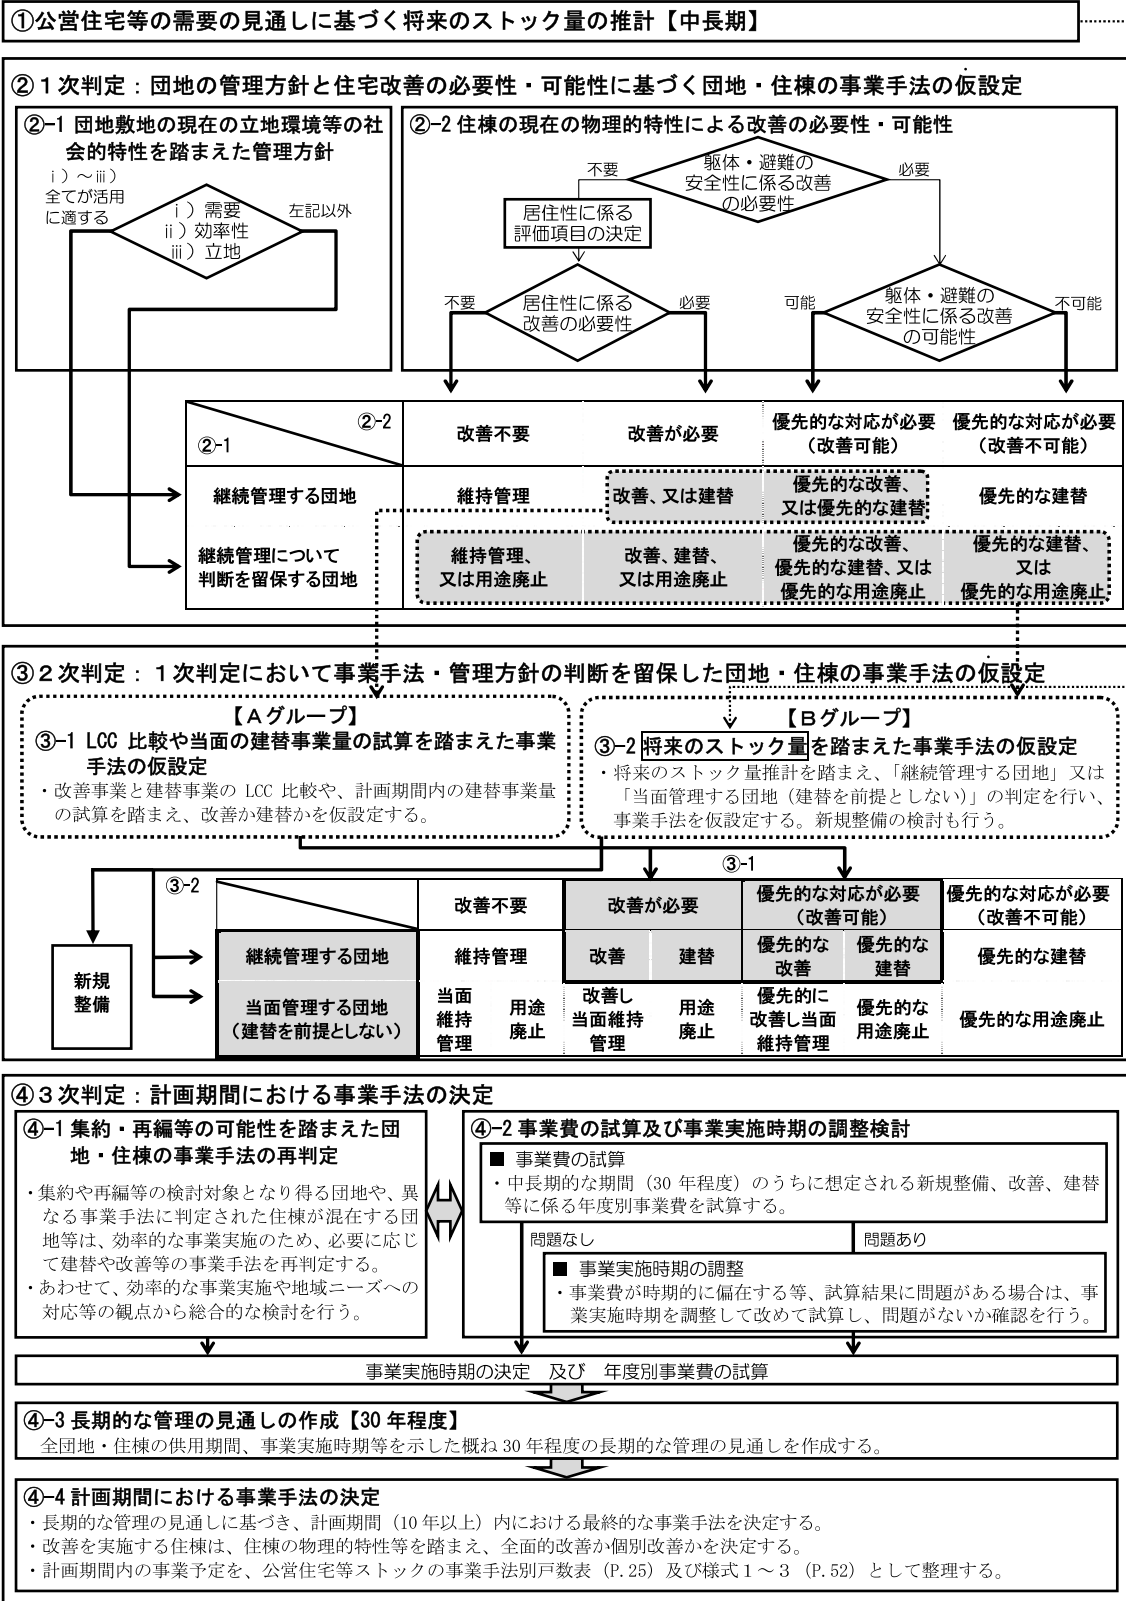 ①公営住宅等の需要の見通しに基づく将来のストック量の推計【中長期】
②１次判定：団地の管理方針と住宅改善の必要性・可能性に基づく団地・住棟の事業手法の仮設定
②-1 団地敷地の現在の立地環境等の社
会的特性を踏まえた管理方針
ⅰ）～ⅲ）
全てが活用
に適する
ⅰ）需要
ⅱ）効率性
ⅲ）立地
左記以外
②-2 住棟の現在の物理的特性による改善の必要性・可能性
不要
躯体・避難の
安全性に係る改善
の必要性
必要
居住性に係る
評価項目の決定
不要
居住性に係る
改善の必要性
必要
可能
躯体・避難の
安全性に係る改善
の可能性
不可能
②-2
②-1
改善不要
改善が必要
優先的な対応が必要
（改善可能）
優先的な対応が必要
（改善不可能）
継続管理する団地
維持管理
改善、又は建替
優先的な改善、
又は優先的な建替
優先的な建替
継続管理について
判断を留保する団地
維持管理、
又は用途廃止
改善、建替、
又は用途廃止
優先的な改善、
優先的な建替、又は
優先的な用途廃止
優先的な建替、
又は
優先的な用途廃止
③２次判定：１次判定において事業手法・管理方針の判断を留保した団地・住棟の事業手法の仮設定
【Ａグループ】
③-1 LCC 比較や当面の建替事業量の試算を踏まえた事業
手法の仮設定
・改善事業と建替事業の LCC 比較や、計画期間内の建替事業量
の試算を踏まえ、改善か建替かを仮設定する。
【Ｂグループ】
③-2 将来のストック量を踏まえた事業手法の仮設定
・将来のストック量推計を踏まえ、「継続管理する団地」又は
「当面管理する団地（建替を前提としない）」の判定を行い、
事業手法を仮設定する。新規整備の検討も行う。
③-1
③-2
新規
整備
改善不要
改善が必要
優先的な対応が必要
（改善可能）
優先的な対応が必要
（改善不可能）
継続管理する団地
維持管理
改善
建替
優先的な
改善
優先的な
建替
優先的な建替
当面管理する団地
（建替を前提としない）
当面
維持
管理
用途
廃止
改善し
当面維持
管理
用途
廃止
優先的に
改善し当面
維持管理
優先的な
用途廃止
優先的な用途廃止
④３次判定：計画期間における事業手法の決定
④-1 集約・再編等の可能性を踏まえた団
地・住棟の事業手法の再判定
・集約や再編等の検討対象となり得る団地や、異
なる事業手法に判定された住棟が混在する団
地等は、効率的な事業実施のため、必要に応じ
て建替や改善等の事業手法を再判定する。
・あわせて、効率的な事業実施や地域ニーズへの
対応等の観点から総合的な検討を行う。
④-2 事業費の試算及び事業実施時期の調整検討
■ 事業費の試算
・中長期的な期間（30 年程度）のうちに想定される新規整備、改善、建替
等に係る年度別事業費を試算する。
問題なし
問題あり
■ 事業実施時期の調整
・事業費が時期的に偏在する等、試算結果に問題がある場合は、事
業実施時期を調整して改めて試算し、問題がないか確認を行う。
事業実施時期の決定　及び　年度別事業費の試算
④-3 長期的な管理の見通しの作成【30 年程度】
全団地・住棟の供用期間、事業実施時期等を示した概ね 30 年程度の長期的な管理の見通しを作成する。
④-4 計画期間における事業手法の決定
・長期的な管理の見通しに基づき、計画期間（10 年以上）内における最終的な事業手法を決定する。
・改善を実施する住棟は、住棟の物理的特性等を踏まえ、全面的改善か個別改善かを決定する。
・計画期間内の事業予定を、公営住宅等ストックの事業手法別戸数表（P.25）及び様式１～３（P.52）として整理する。